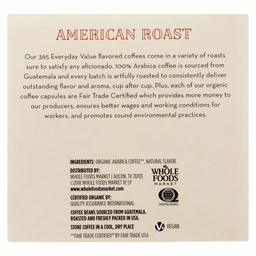 AMERICAN ROAST
Our 365 Everyday Value flavored coffees come in a variety of roasts
sure to satisfy any aficionado. 100% Arabica coffee is sourced from
Guatemala and every batch is artfully roasted to consistently deliver
outstanding flavor and aroma, cup after cup. Plus, each of our organic
coffee capsules are Fair Trade Certified which provides more money to
our producers, ensures better wages and working conditions for
workers, and promotes sound environmental practices.
INGREDIENTS: ORGANIC ARABICA COFFEE**, NATURAL FLAVOR.
DISTRIBUTED BY:
WHOLE FOODS MARKET | AUSTIN, TX 78703
©2018 WHOLE FOODS MARKET IP, LP
www.wholefoodsmarket.com
CERTIFIED ORGANIC BY:
QUALITY ASSURANCE INTERNATIONAL
COFFEE BEANS SOURCED FROM GUATEMALA.
ROASTED AND FRESHLY PACKED IN USA.
STORE COFFEE IN A COOL, DRY PLACE
**FAIR TRADE CERTIFIED™ BY FAIR TRADE USA
WHOLE
FOODS
MARKET
VEGAN